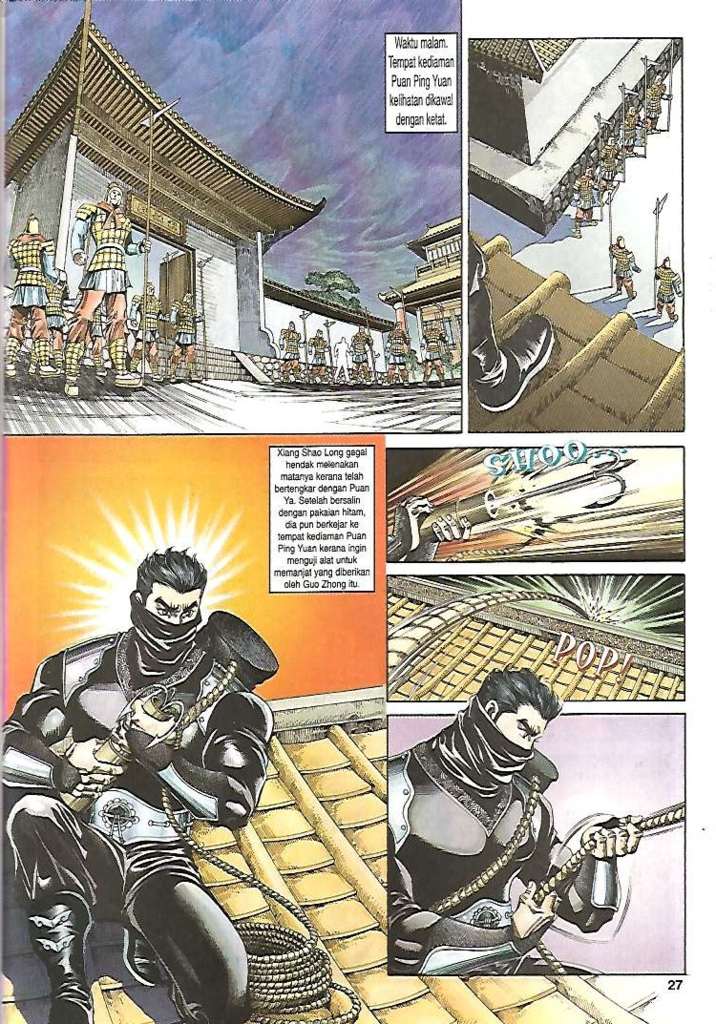 Waktu malam.
Tempat kediaman
Puan Ping Yuan
kelihatan dikawal
dengan ketat.
Xiang Shao Long gagal
hendak melenakan
matanya kerana telah
bertengkar dengan Puan
Ya. Setelah bersalin
dengan pakaian hitam,
dia pun berkejar ke
tempat kediaman Puan
Ping Yuan kerana ingin
menguji alat untuk
memanjat yang diberikan
oleh Guo Zhong itu.
POP!
27